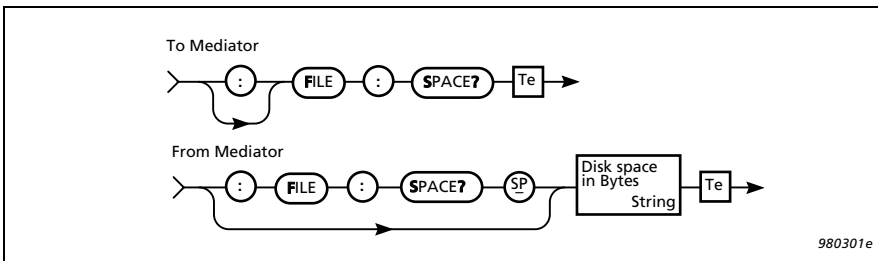 To Mediator
: FILE : SPACE? Te
From Mediator
: FILE : SPACE? SP Disk space
in Bytes
String Te
980301e